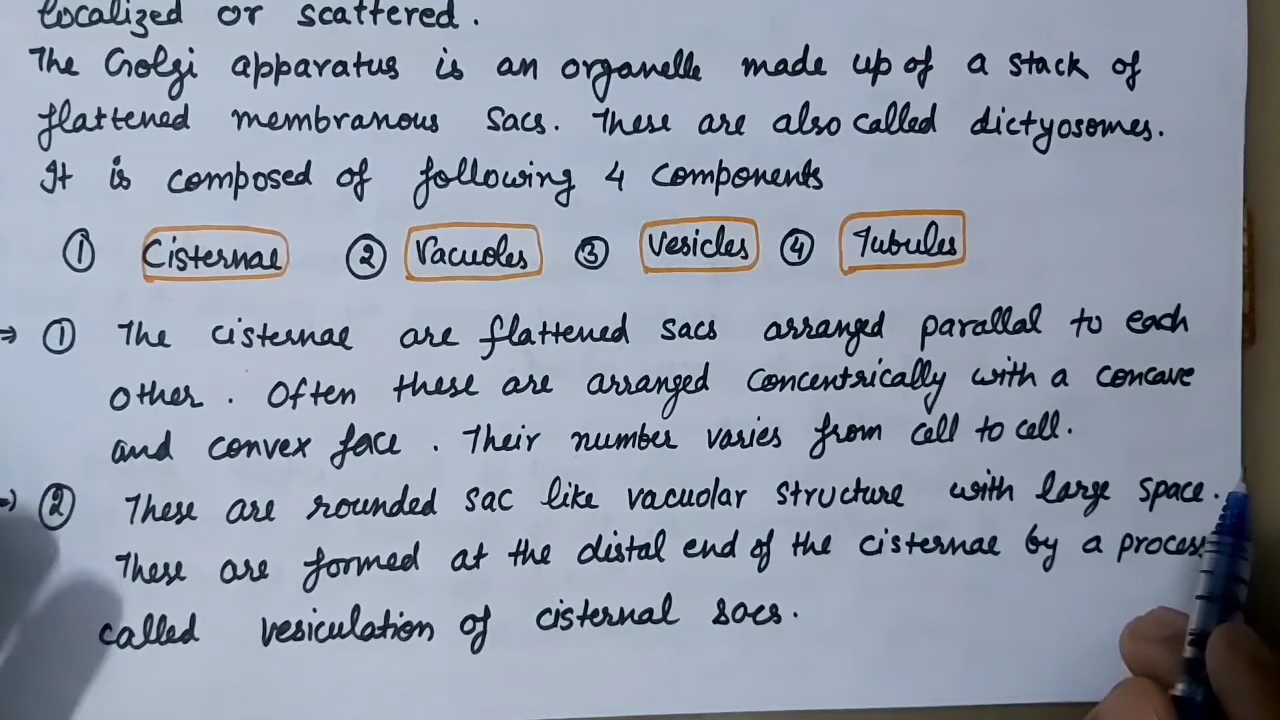 localized or scattered.
The Golgi apparatus is an organelle made up of a stack of
flattened membranous sacs. These are also called dictyosomes.
It is composed of following 4 components
① Cisternae ② Vacuoles ③ Vesicles ④ Tubules
⇒ ① The cisternae are flattened sacs arranged parallal to each
other. Often these are arranged concentrically with a concave
and convex face. Their number varies from cell to cell.
⇒ ② These are rounded sac like vacuolar structure with large space.
These are formed at the distal end of the cisternae by a process
called vesiculation of cisternal sacs.